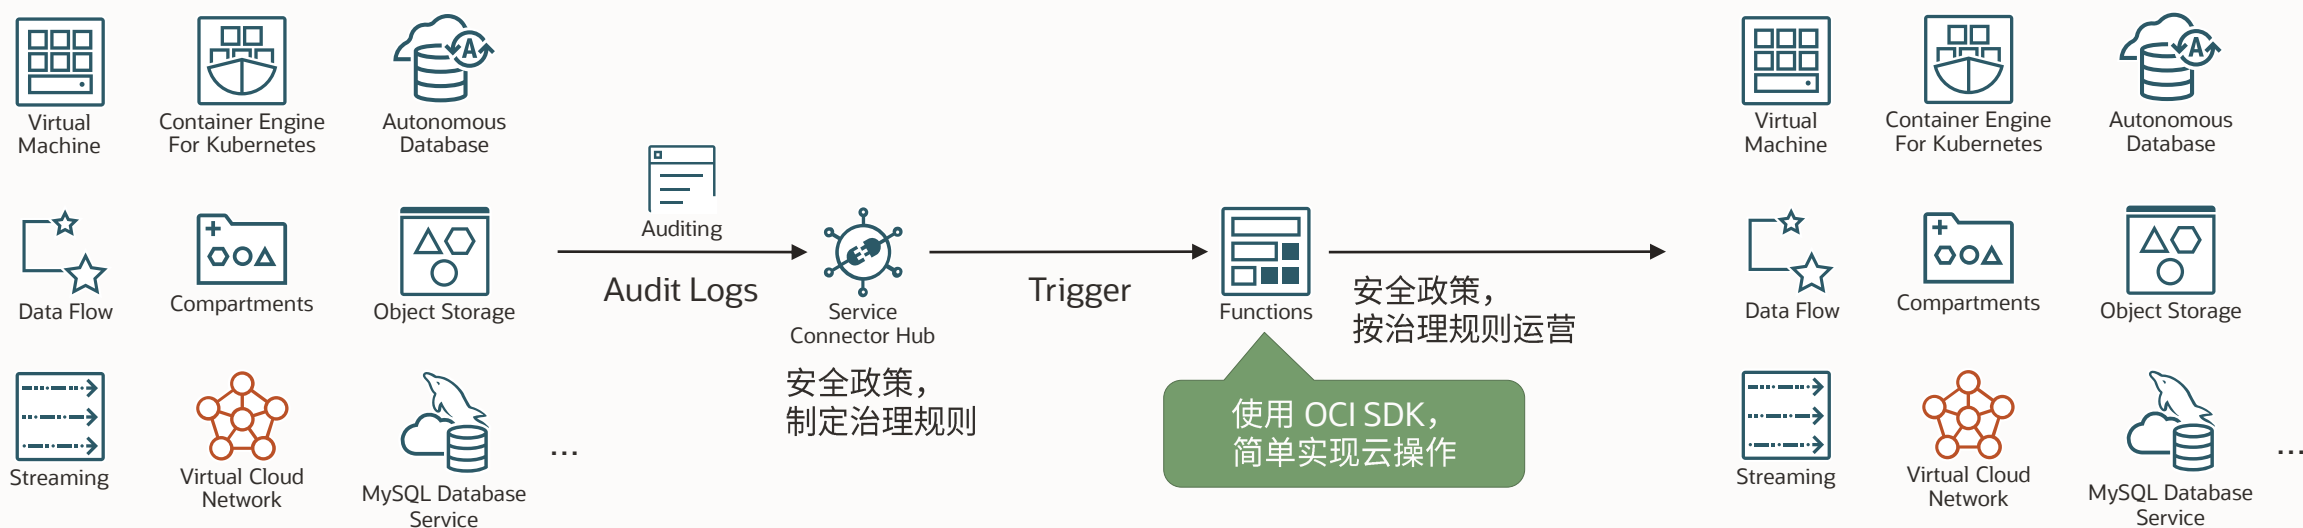 Virtual
Machine
Container Engine
For Kubernetes
Autonomous
Database
Data Flow
Compartments
Object Storage
Streaming
Virtual Cloud
Network
MySQL Database
Service
...
Auditing
Audit Logs
Service
Connector Hub
安全政策，
制定治理规则
Trigger
Functions
使用 OCI SDK，
简单实现云操作
安全政策，
按治理规则运营
Virtual
Machine
Container Engine
For Kubernetes
Autonomous
Database
Data Flow
Compartments
Object Storage
Streaming
Virtual Cloud
Network
MySQL Database
Service
...